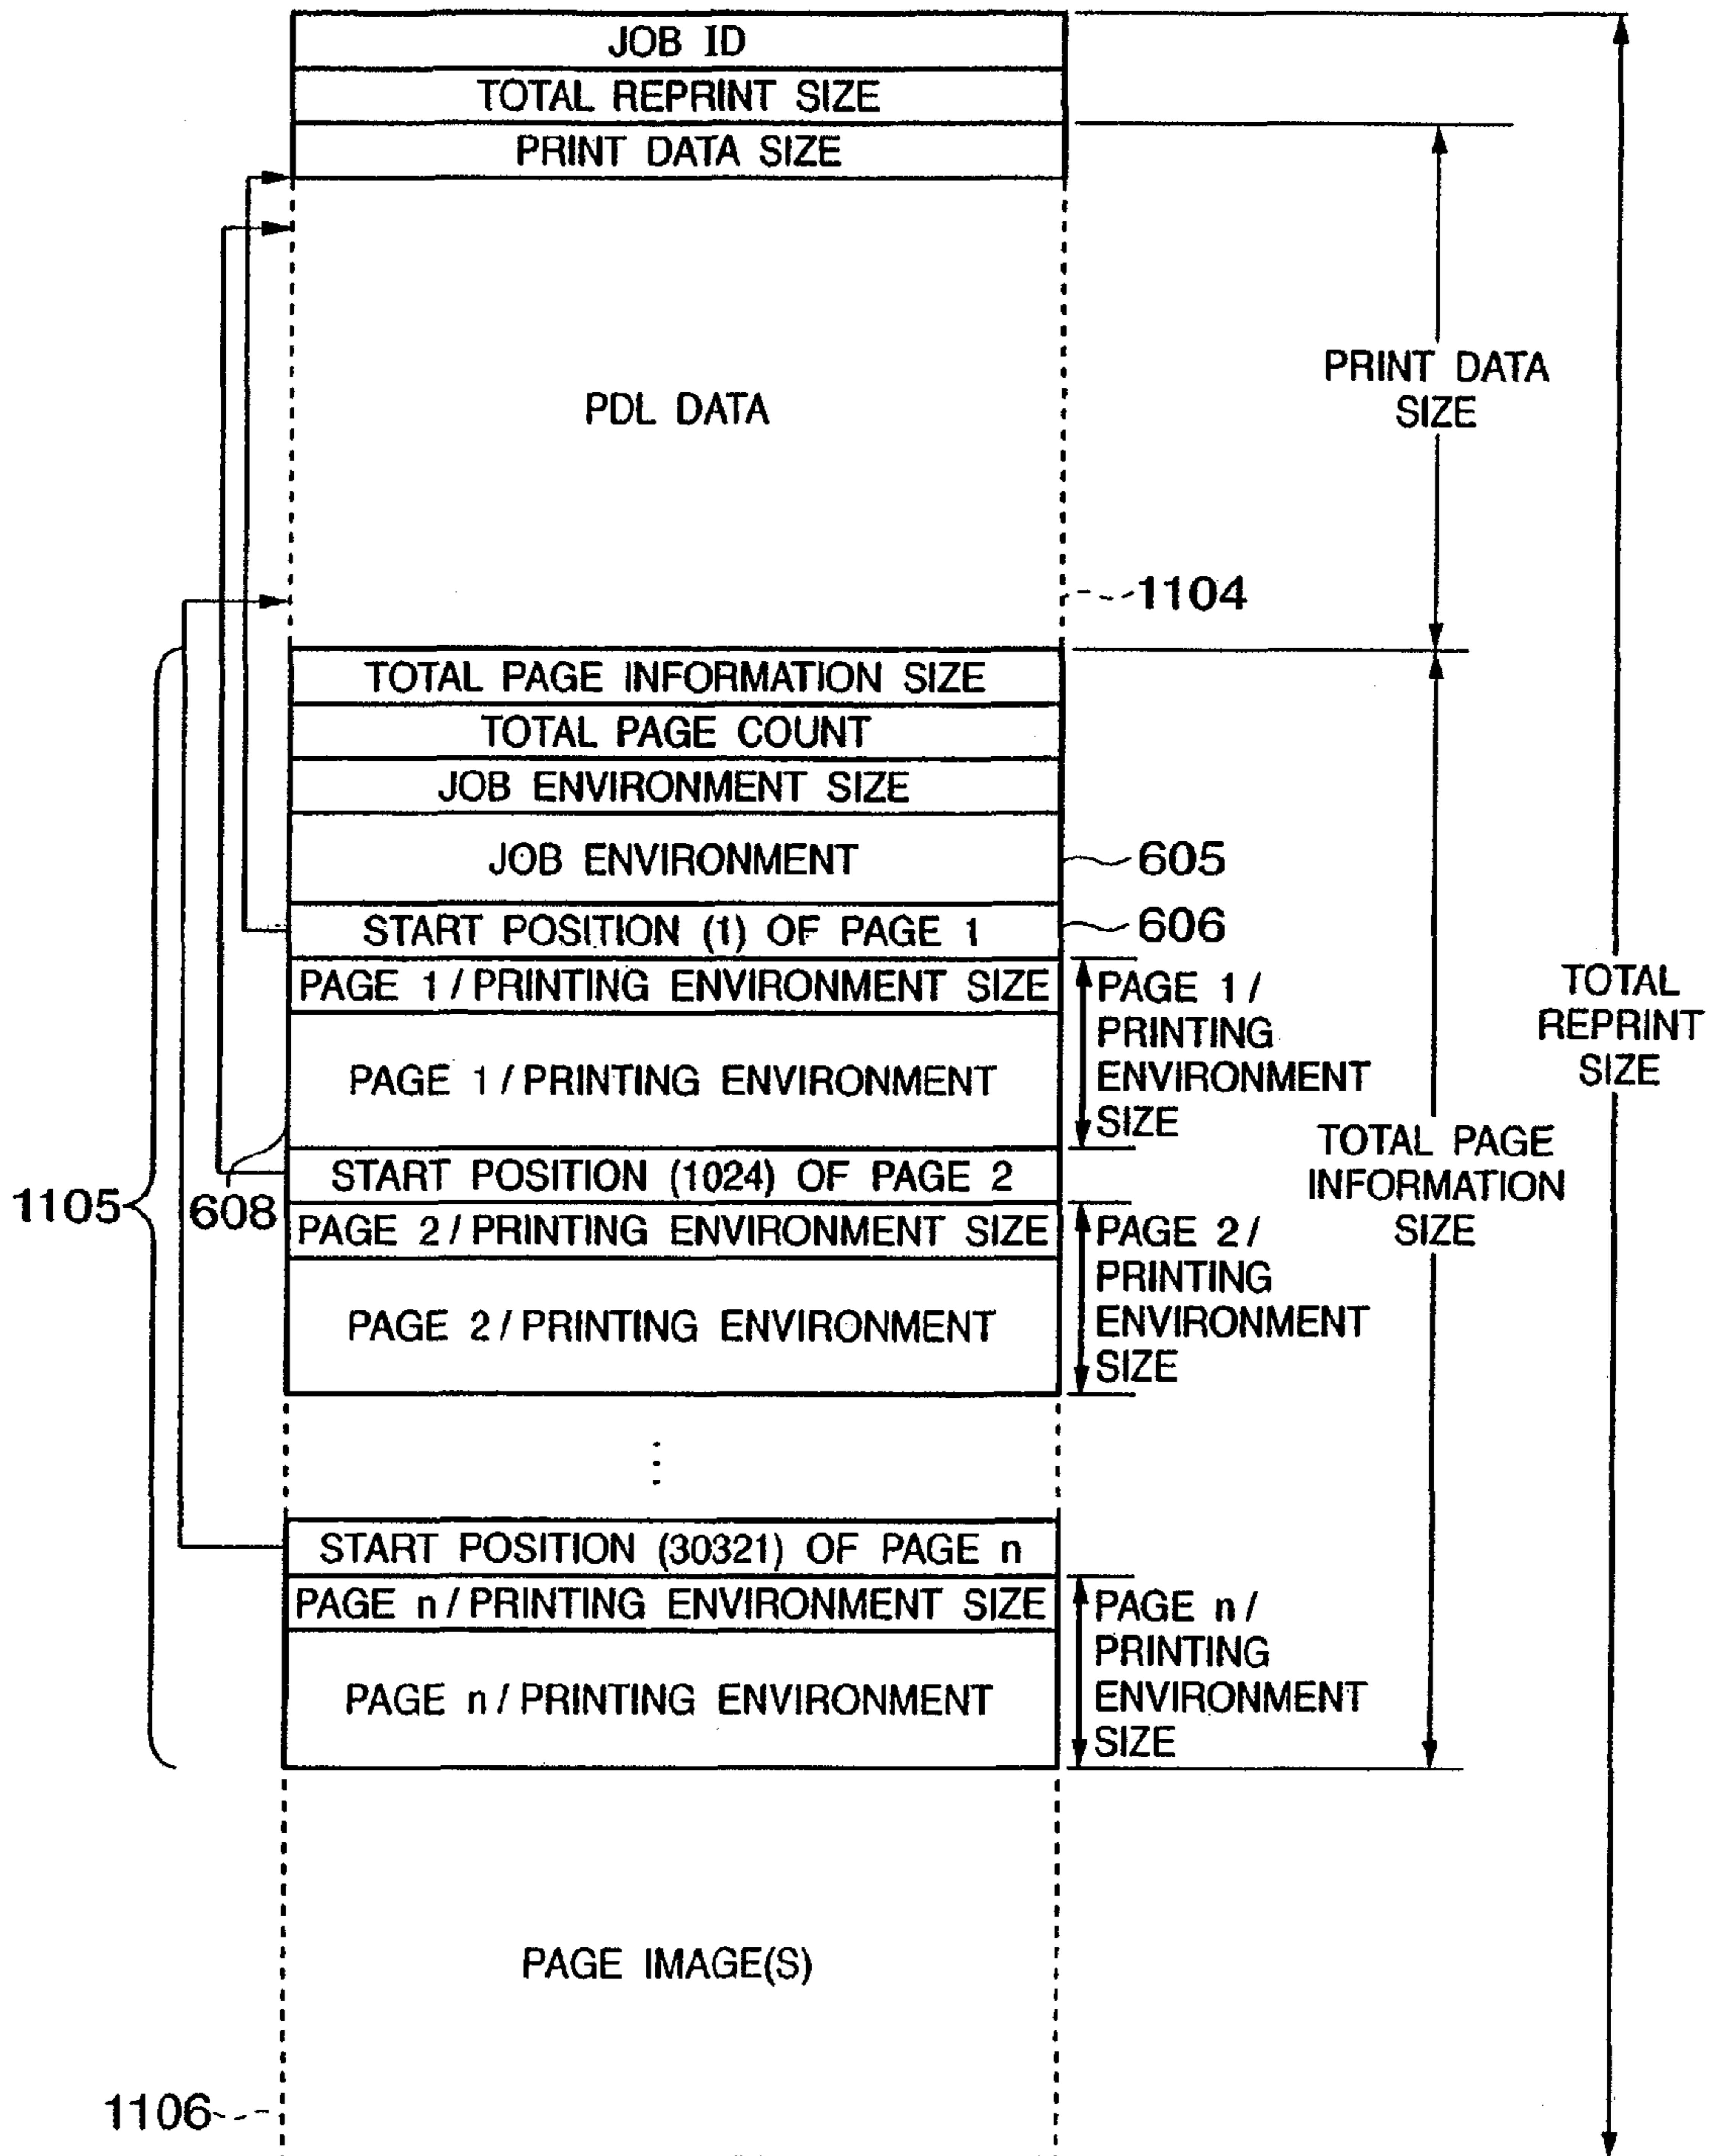 JOB ID
TOTAL REPRINT SIZE
PRINT DATA SIZE
PRINT DATA
SIZE
PDL DATA
1104
TOTAL PAGE INFORMATION SIZE
TOTAL PAGE COUNT
JOB ENVIRONMENT SIZE
JOB ENVIRONMENT
605
START POSITION (1) OF PAGE 1
606
PAGE 1 / PRINTING ENVIRONMENT SIZE
PAGE 1 / PRINTING ENVIRONMENT
PAGE 1 /
PRINTING
ENVIRONMENT
SIZE
TOTAL
REPRINT
SIZE
TOTAL PAGE
INFORMATION
SIZE
1105
608
START POSITION (1024) OF PAGE 2
PAGE 2 / PRINTING ENVIRONMENT SIZE
PAGE 2 / PRINTING ENVIRONMENT
PAGE 2 /
PRINTING
ENVIRONMENT
SIZE
START POSITION (30321) OF PAGE n
PAGE n / PRINTING ENVIRONMENT SIZE
PAGE n / PRINTING ENVIRONMENT
PAGE n /
PRINTING
ENVIRONMENT
SIZE
PAGE IMAGE(S)
1106